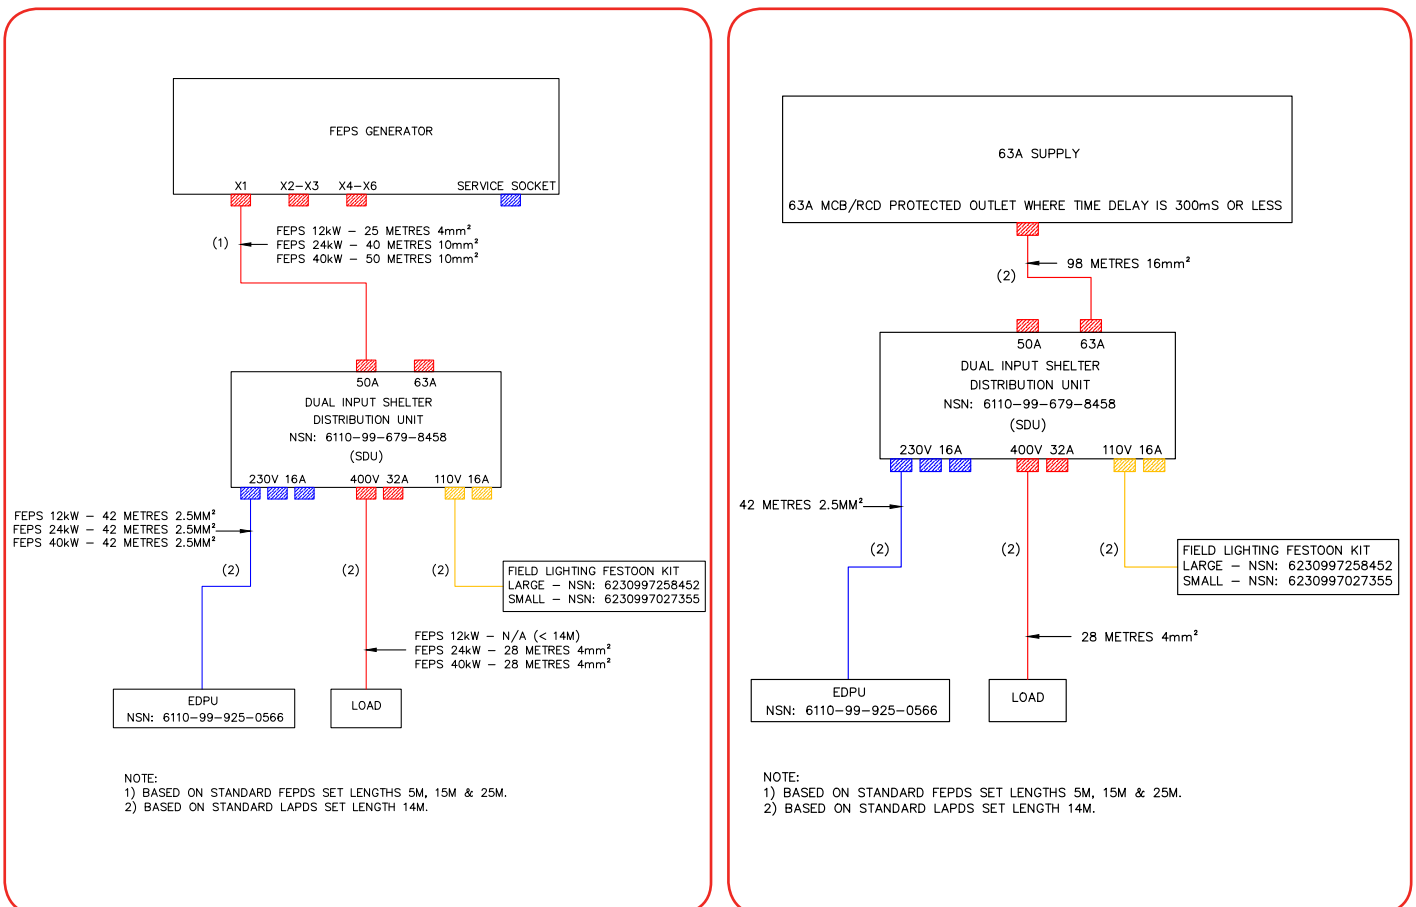 FEPS GENERATOR
X1 X2-X3 X4-X6 SERVICE SOCKET
(1)
FEPS 12kW - 25 METRES 4mm²
FEPS 24kW - 40 METRES 10mm²
FEPS 40kW - 50 METRES 10mm²
50A 63A
DUAL INPUT SHELTER
DISTRIBUTION UNIT
NSN: 6110-99-679-8458
(SDU)
230V 16A 400V 32A 110V 16A
FEPS 12kW - 42 METRES 2.5MM²
FEPS 24kW - 42 METRES 2.5MM²
FEPS 40kW - 42 METRES 2.5MM²
(2) (2) (2)
FIELD LIGHTING FESTOON KIT
LARGE - NSN: 6230997258452
SMALL - NSN: 6230997027355
FEPS 12kW - N/A (< 14M)
FEPS 24kW - 28 METRES 4mm²
FEPS 40kW - 28 METRES 4mm²
EDPU
NSN: 6110-99-925-0566
LOAD
NOTE:
1) BASED ON STANDARD FEPDS SET LENGTHS 5M, 15M & 25M.
2) BASED ON STANDARD LAPDS SET LENGTH 14M.
63A SUPPLY
63A MCB/RCD PROTECTED OUTLET WHERE TIME DELAY IS 300mS OR LESS
98 METRES 16mm²
(2)
50A 63A
DUAL INPUT SHELTER
DISTRIBUTION UNIT
NSN: 6110-99-679-8458
(SDU)
230V 16A 400V 32A 110V 16A
42 METRES 2.5MM²
(2) (2) (2)
FIELD LIGHTING FESTOON KIT
LARGE - NSN: 6230997258452
SMALL - NSN: 6230997027355
28 METRES 4mm²
EDPU
NSN: 6110-99-925-0566
LOAD
NOTE:
1) BASED ON STANDARD FEPDS SET LENGTHS 5M, 15M & 25M.
2) BASED ON STANDARD LAPDS SET LENGTH 14M.